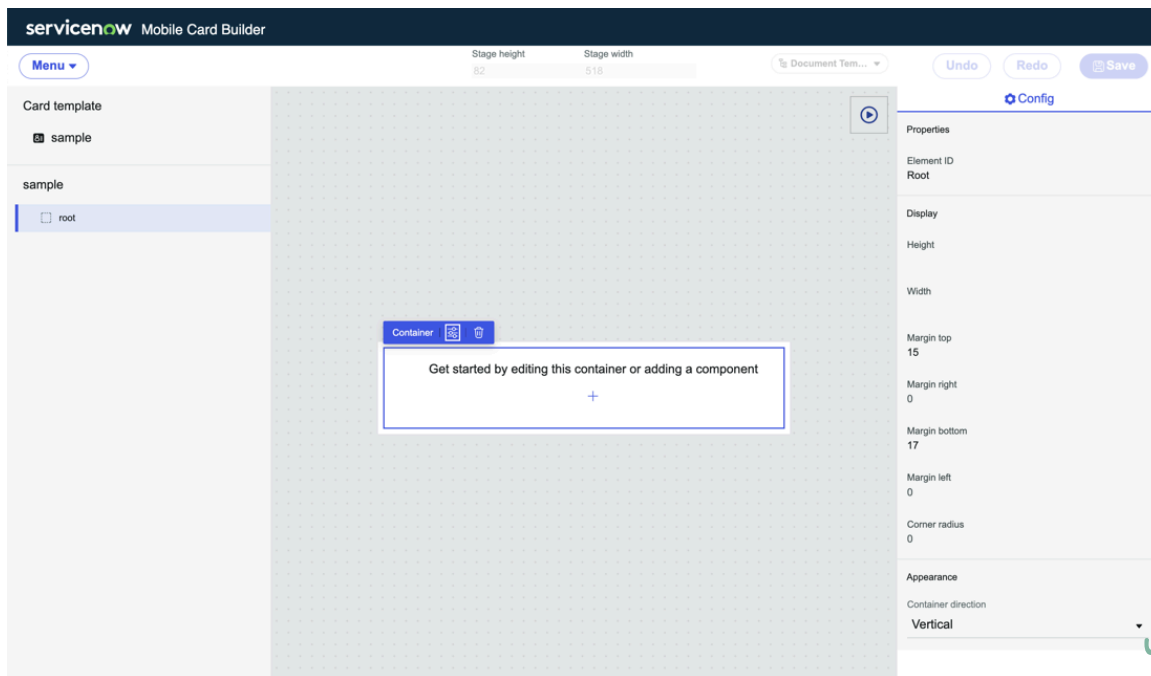 servicenow Mobile Card Builder
Menu
Stage height
82
Stage width
518
Document Tem...
Undo
Redo
Save
Card template
sample
sample
root
Container
Get started by editing this container or adding a component
+
Config
Properties
Element ID
Root
Display
Height
Width
Margin top
15
Margin right
0
Margin bottom
17
Margin left
0
Corner radius
0
Appearance
Container direction
Vertical